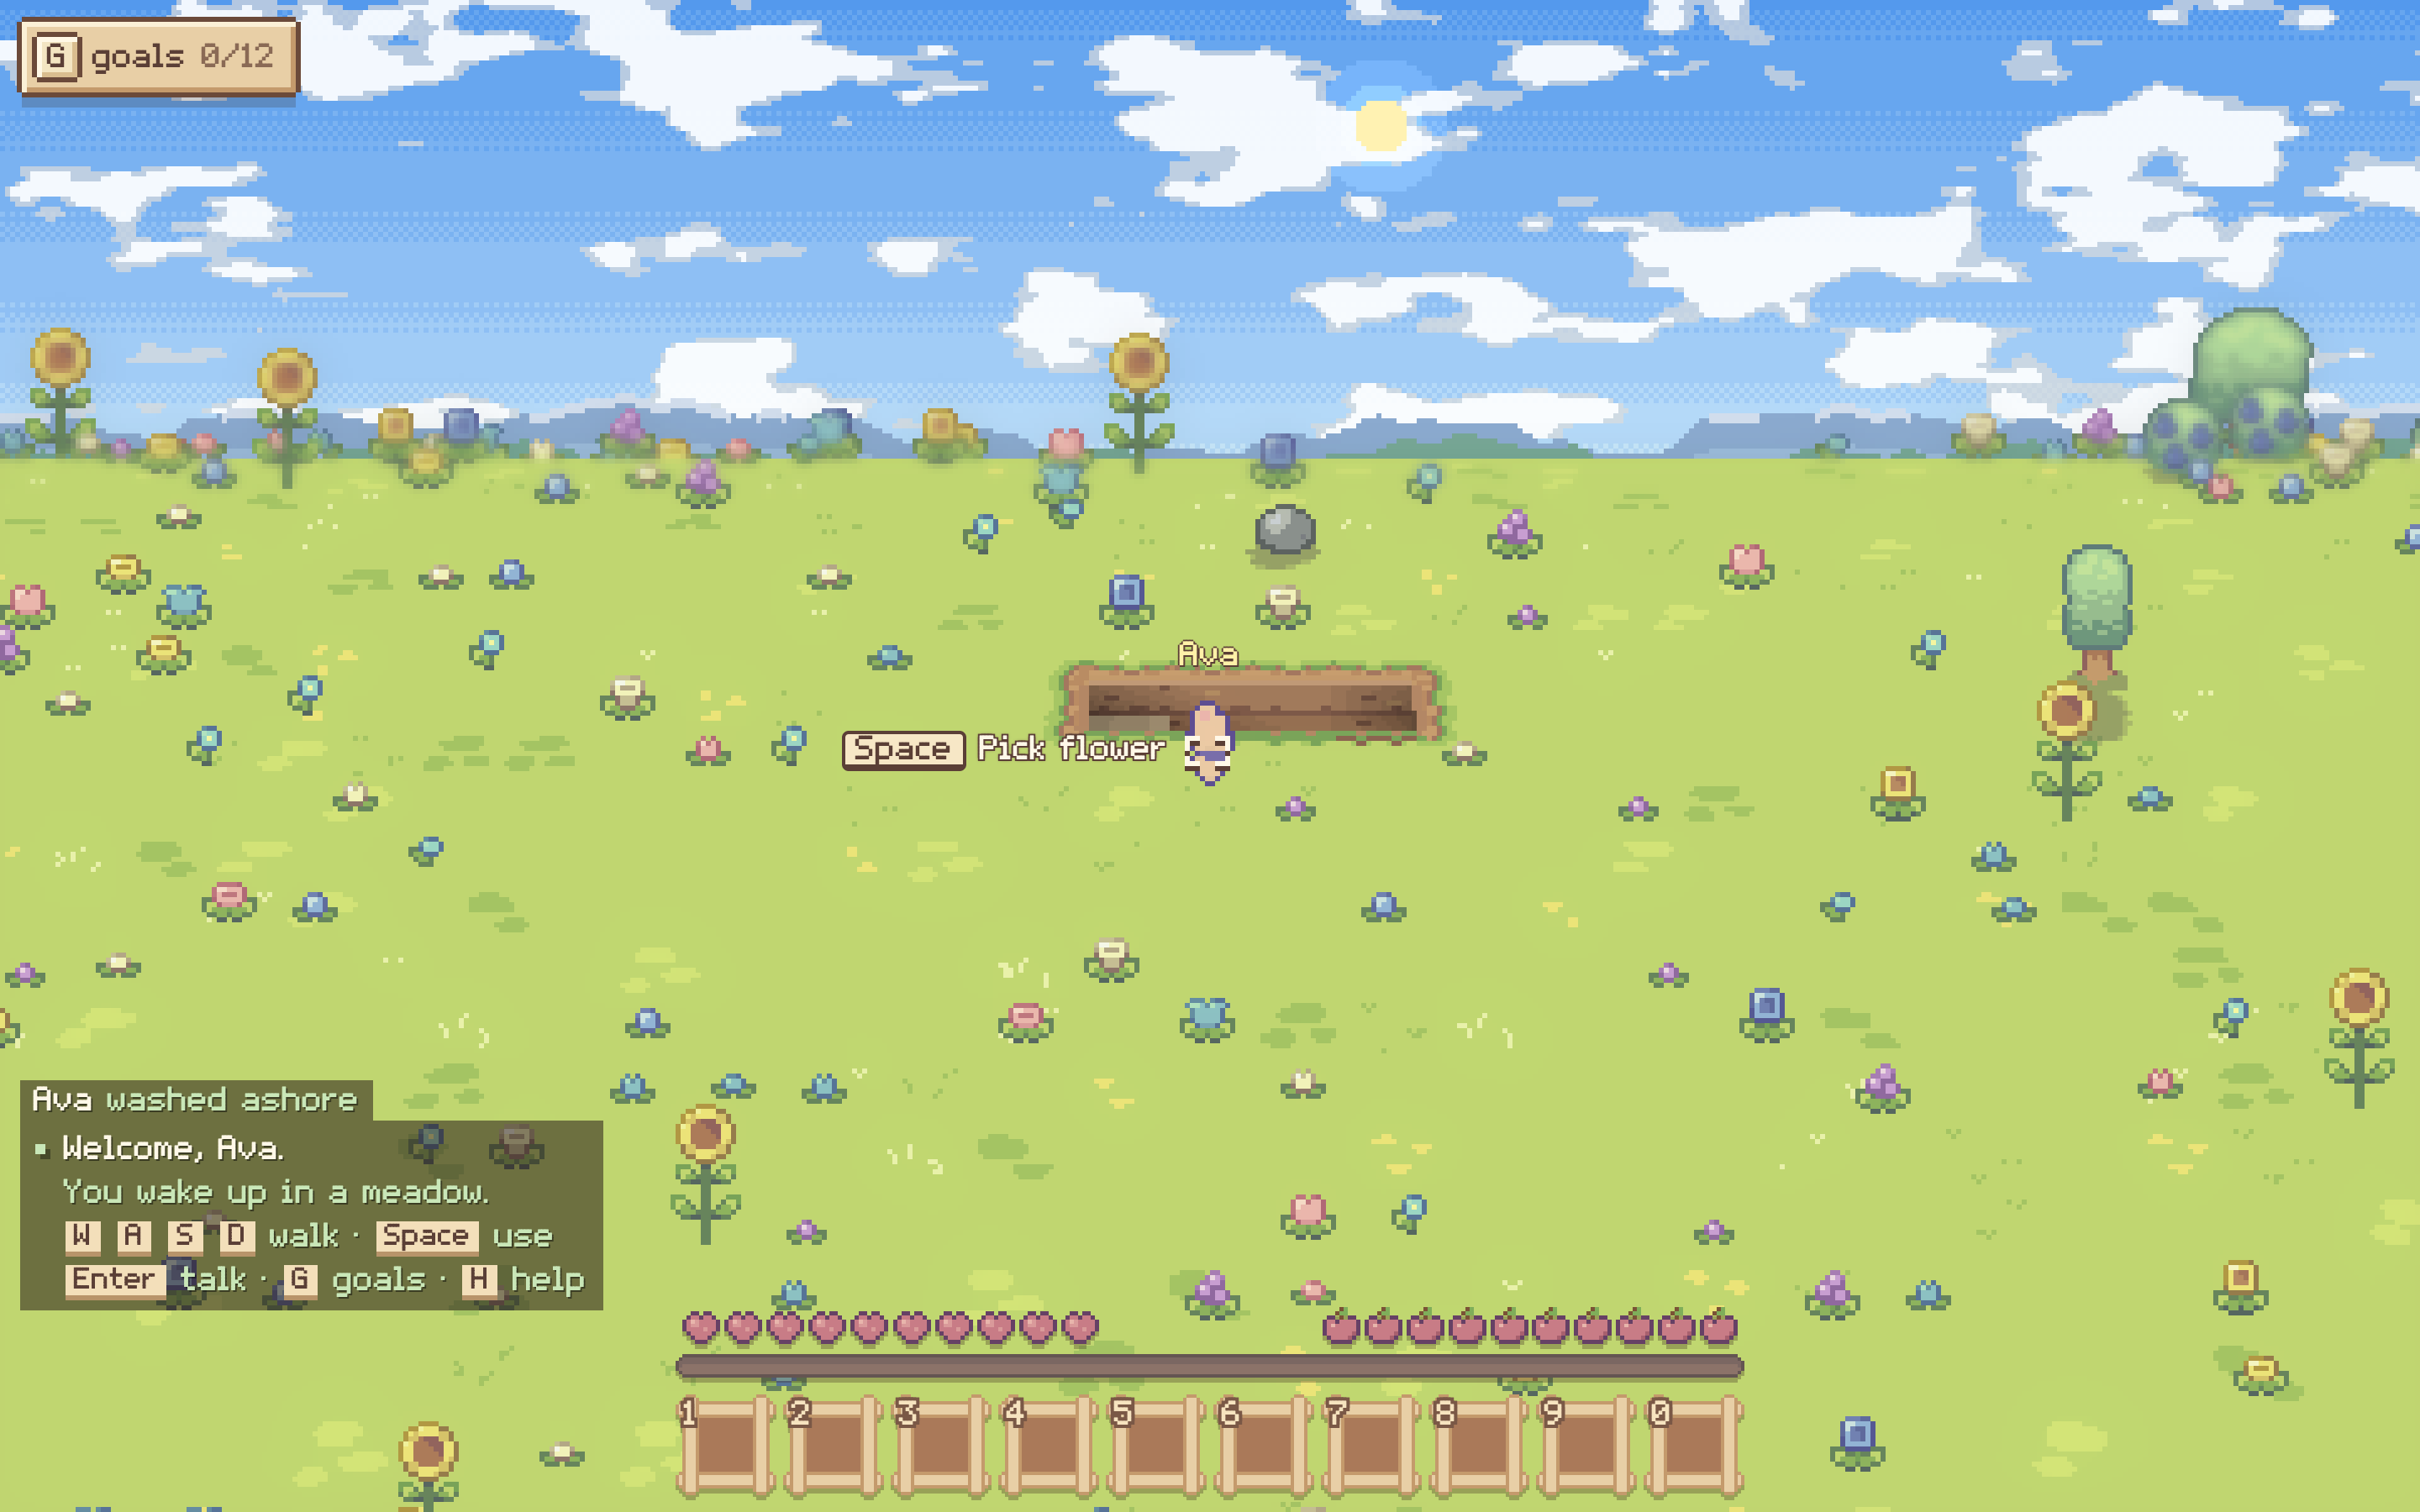 G goals 0/12
Ava
Space Pick flower
Ava washed ashore
Welcome, Ava.
You wake up in a meadow.
W A S D walk · Space use
Enter talk · G goals · H help
1 2 3 4 5 6 7 8 9 0